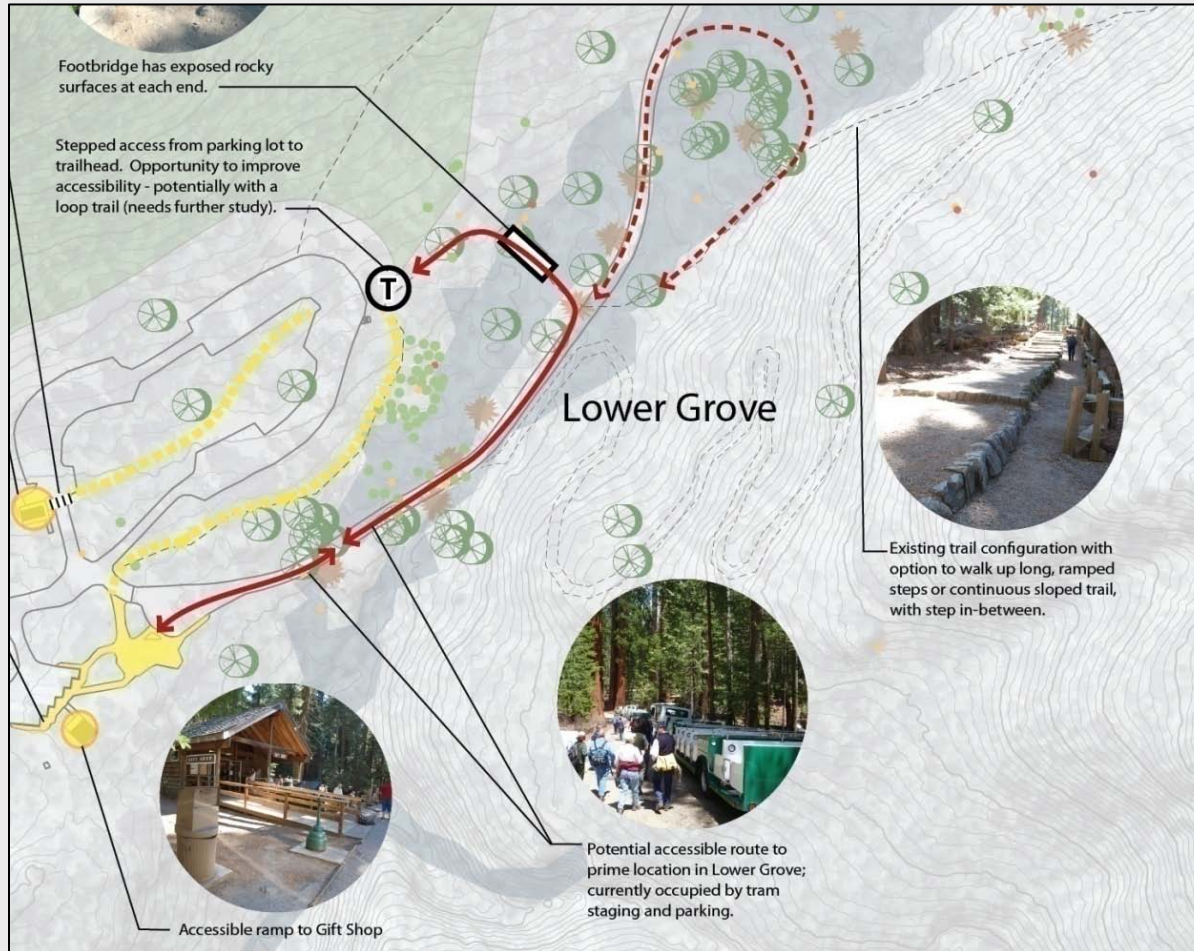 Footbridge has exposed rocky
surfaces at each end.
Stepped access from parking lot to
trailhead. Opportunity to improve
accessibility - potentially with a
loop trail (needs further study).
T
Lower Grove
Existing trail configuration with
option to walk up long, ramped
steps or continuous sloped trail,
with step in-between.
Potential accessible route to
prime location in Lower Grove;
currently occupied by tram
staging and parking.
Accessible ramp to Gift Shop